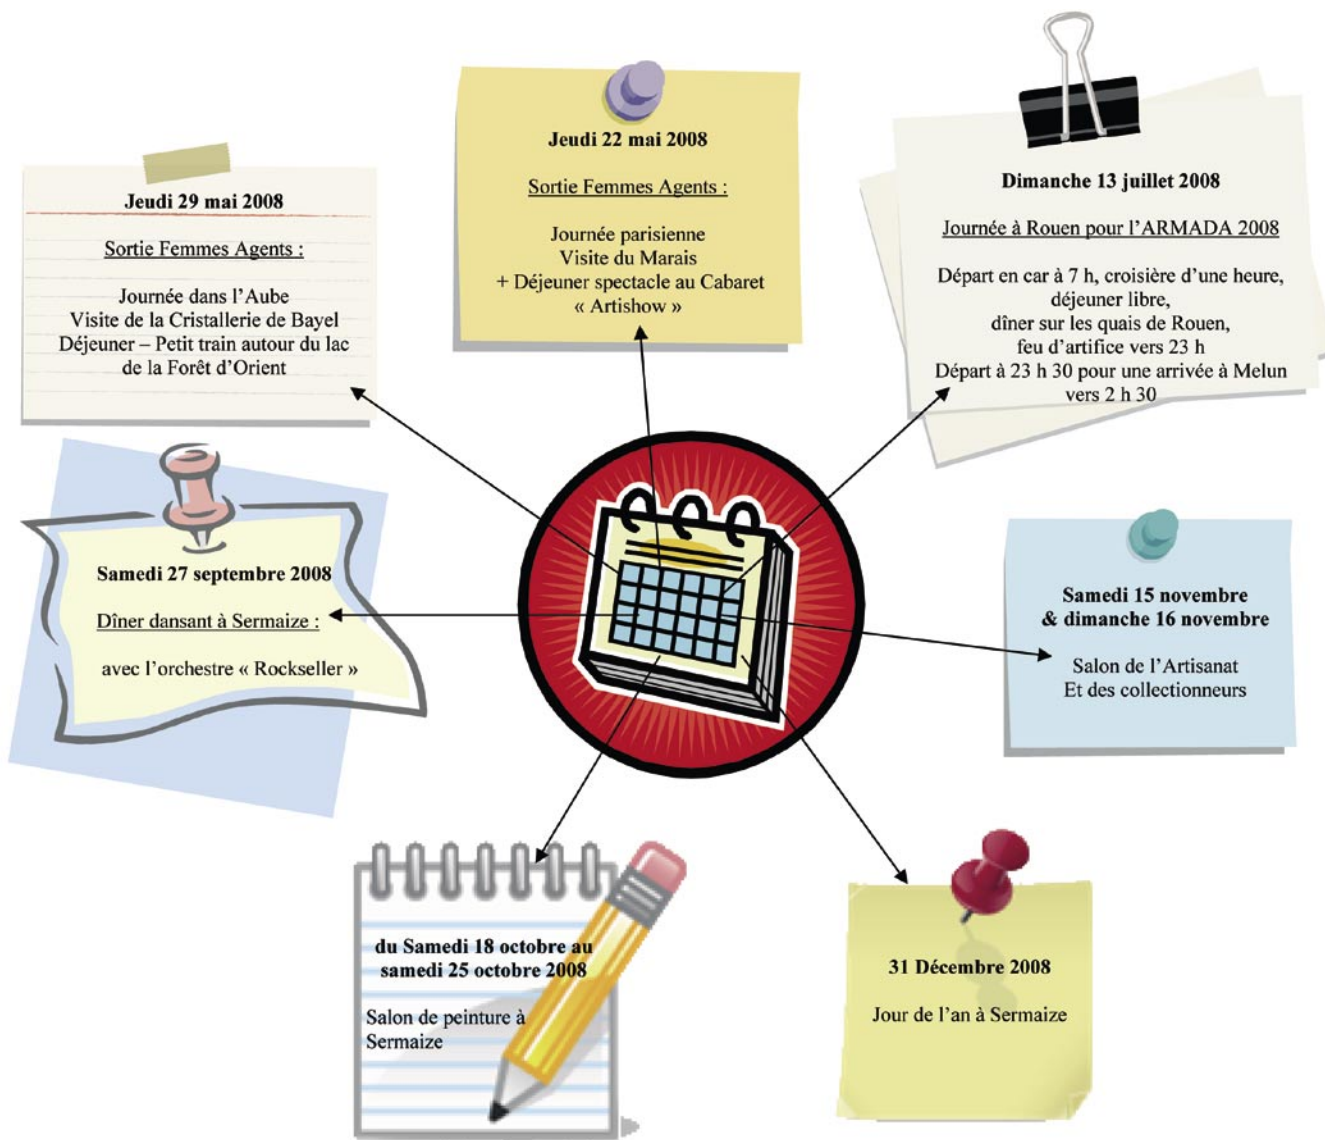 Jeudi 22 mai 2008
Sortie Femmes Agents :
Journée parisienne
Visite du Marais
+ Déjeuner spectacle au Cabaret
« Artishow »
Jeudi 29 mai 2008
Sortie Femmes Agents :
Journée dans l’Aube
Visite de la Cristallerie de Bayel
Déjeuner – Petit train autour du lac
de la Forêt d’Orient
Dimanche 13 juillet 2008
Journée à Rouen pour l’ARMADA 2008
Départ en car à 7 h, croisière d’une heure,
déjeuner libre,
dîner sur les quais de Rouen,
feu d’artifice vers 23 h
Départ à 23 h 30 pour une arrivée à Melun
vers 2 h 30
Samedi 27 septembre 2008
Dîner dansant à Sermaize :
avec l’orchestre « Rockseller »
Samedi 15 novembre
& dimanche 16 novembre
Salon de l’Artisanat
Et des collectionneurs
du Samedi 18 octobre au
samedi 25 octobre 2008
Salon de peinture à
Sermaize
31 Décembre 2008
Jour de l’an à Sermaize